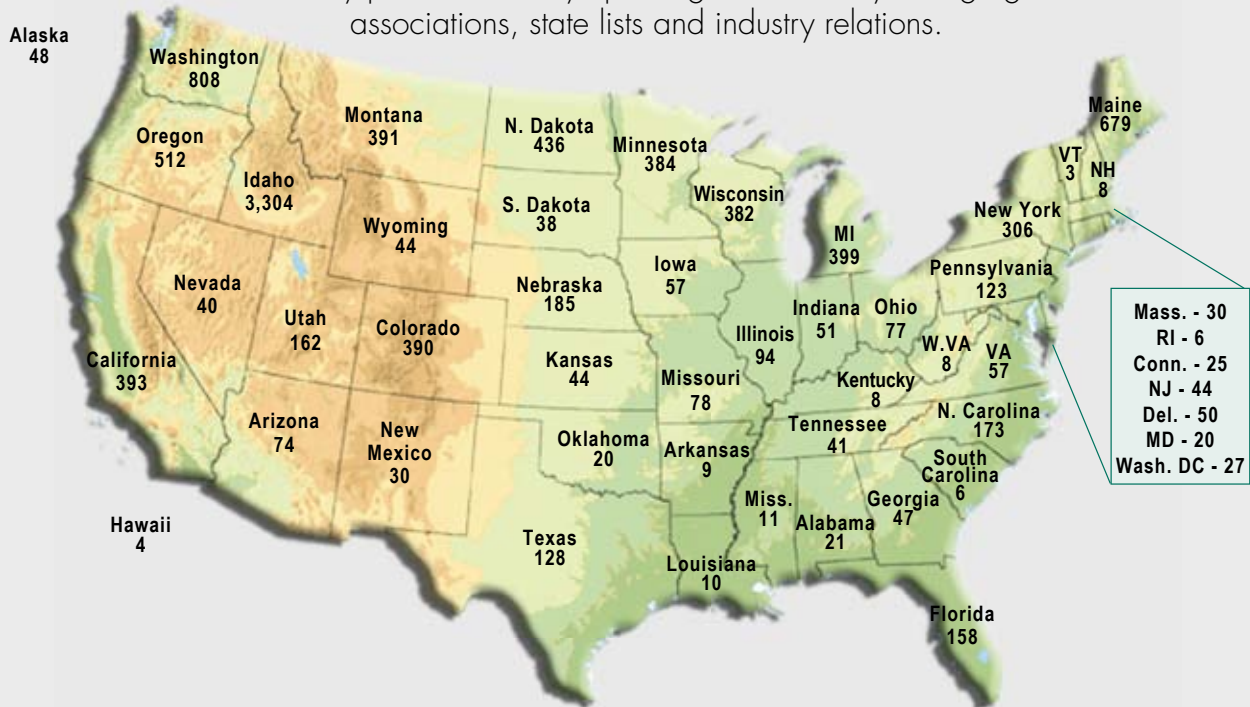 associations, state lists and industry relations.
Alaska
48
Washington
808
Montana
391
N. Dakota
436
Minnesota
384
Maine
679
Oregon
512
Idaho
3,304
Wyoming
44
S. Dakota
38
Wisconsin
382
MI
399
VT
3
NH
8
New York
306
Nevada
40
Utah
162
Colorado
390
Nebraska
185
Iowa
57
Illinois
94
Indiana
51
Ohio
77
Pennsylvania
123
Mass. - 30
RI - 6
Conn. - 25
NJ - 44
Del. - 50
MD - 20
Wash. DC - 27
California
393
Kansas
44
Missouri
78
Kentucky
8
W.VA
8
VA
57
Arizona
74
New
Mexico
30
Oklahoma
20
Arkansas
9
Tennessee
41
N. Carolina
173
South
Carolina
6
Hawaii
4
Texas
128
Louisiana
10
Miss.
11
Alabama
21
Georgia
47
Florida
158